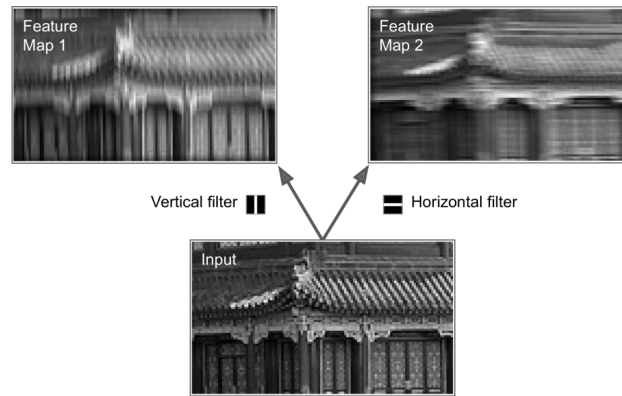 Feature
Map 1
Feature
Map 2
Vertical filter
Horizontal filter
Input